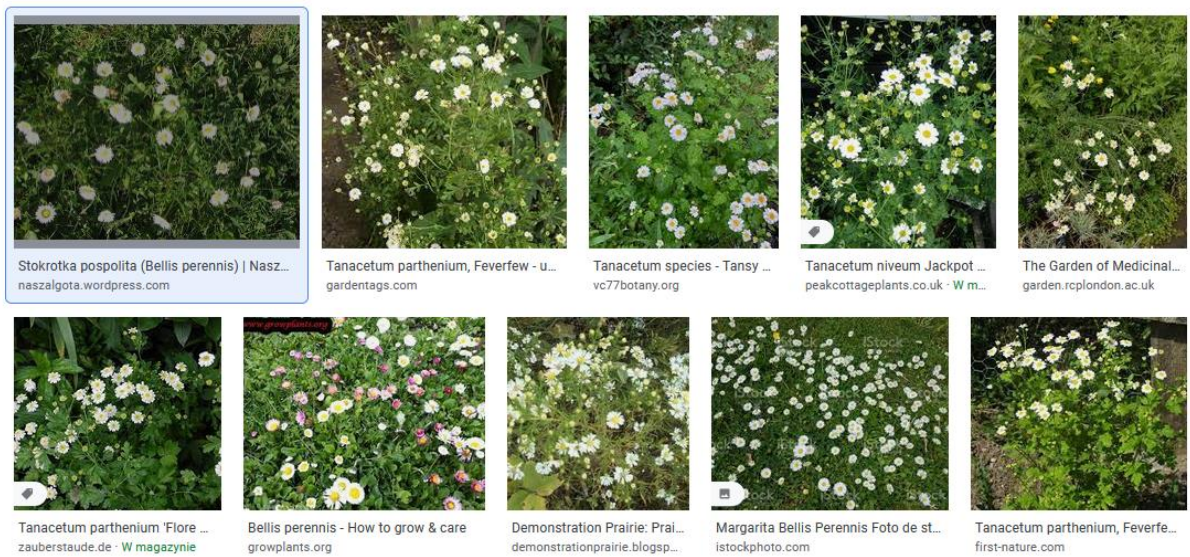 www.growplants.org
Stokrotka pospolita (Bellis perennis) | Nasz...
naszalgota.wordpress.com
Tanacetum parthenium, Feverfew - u...
gardentags.com
Tanacetum species - Tansy ...
vc77botany.org
Tanacetum niveum Jackpot ...
peakcottageplants.co.uk · W m...
The Garden of Medicinal...
garden.rcplondon.ac.uk
iStock
iStock
Tanacetum parthenium 'Flore ...
zauberstaude.de · W magazynie
Bellis perennis - How to grow & care
growplants.org
Demonstration Prairie: Prai...
demonstrationprairie.blogsp...
Margarita Bellis Perennis Foto de st...
istockphoto.com
Tanacetum parthenium, Feverfe...
first-nature.com